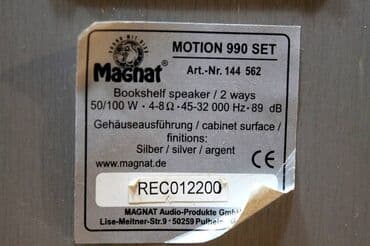 MOTION 990 SET
Magnat®
Art.-Nr. 144 562
Bookshelf speaker / 2 ways
50/100 W · 4-8 Ω · 45-32 000 Hz · 89 dB
Gehäuseausführung / cabinet surface /
finitions:
Silber / silver / argent
www.magnat.de
CE
REC012200
MAGNAT Audio-Produkte GmbH
Lise-Meitner-Str.9 · 50259